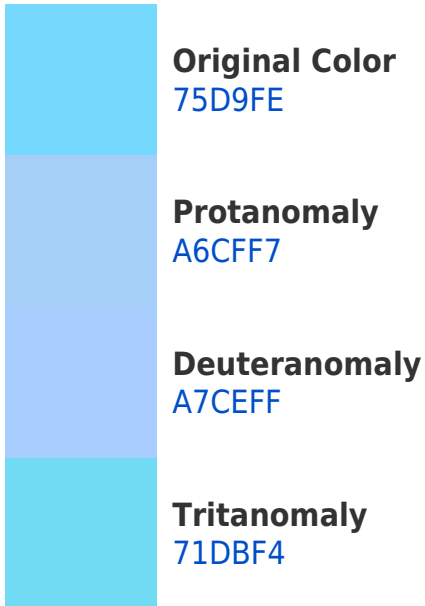 Original Color
75D9FE
Protanomaly
A6CFF7
Deuteranomaly
A7CEFF
Tritanomaly
71DBF4